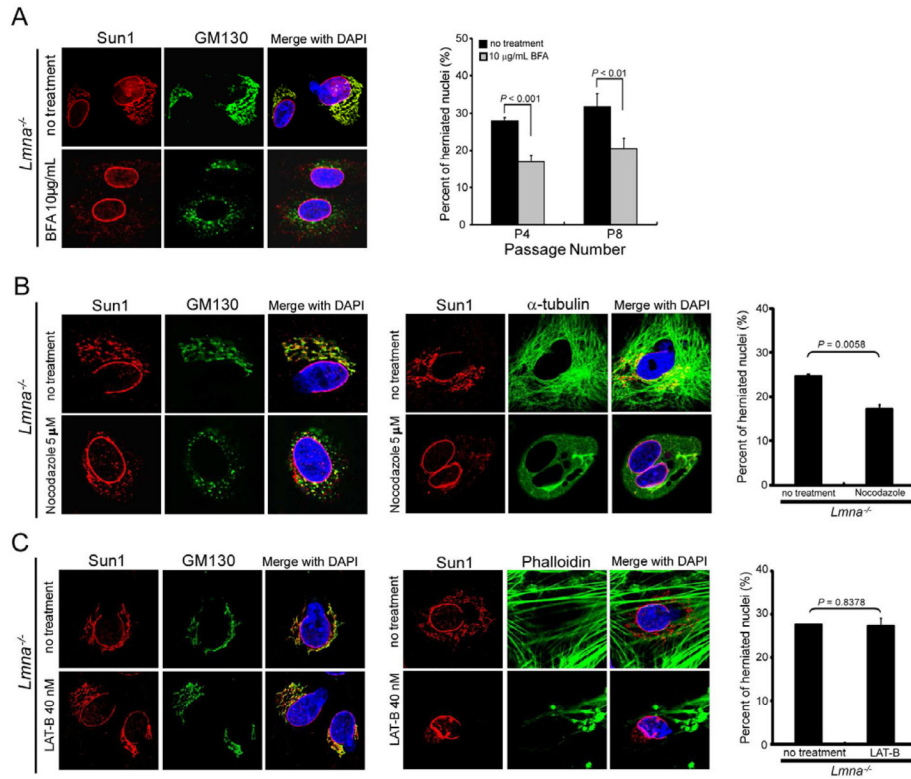 A
Sun1 GM130 Merge with DAPI
Lmna-/-
no treatment
BFA 10µg/mL
Percent of herniated nuclei (%)
50
40
30
20
10
0
no treatment
10 µg/mL BFA
P < 0.001
P < 0.01
P4 P8
Passage Number
B
Sun1 GM130 Merge with DAPI
Lmna-/-
no treatment
Nocodazole 5 µM
Sun1 α-tubulin Merge with DAPI
no treatment
Nocodazole 5 µM
Percent of herniated nuclei (%)
40
30
20
10
0
P = 0.0058
no treatment Nocodazole
Lmna-/-
C
Sun1 GM130 Merge with DAPI
Lmna-/-
no treatment
LAT-B 40 nM
Sun1 Phalloidin Merge with DAPI
no treatment
LAT-B 40 nM
Percent of herniated nuclei (%)
50
40
30
20
10
0
P = 0.8378
no treatment LAT-B
Lmna-/-